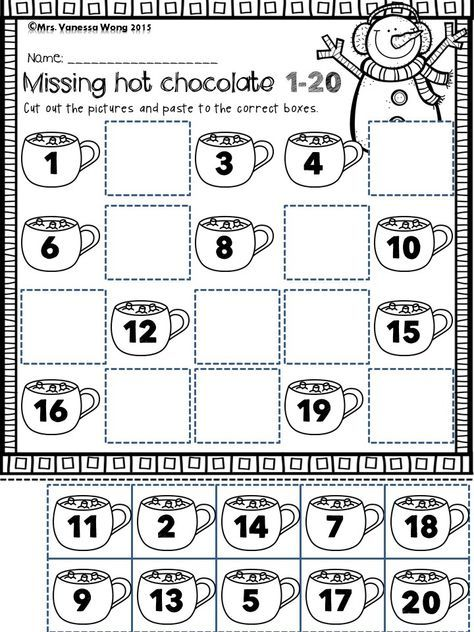 ©Mrs. Vanessa Wong 2015
Name: ____________________
Missing hot chocolate 1-20
Cut out the pictures and paste to the correct boxes.
1 3 4
6 8 10
12 15
16 19
11 2 14 7 18
9 13 5 17 20